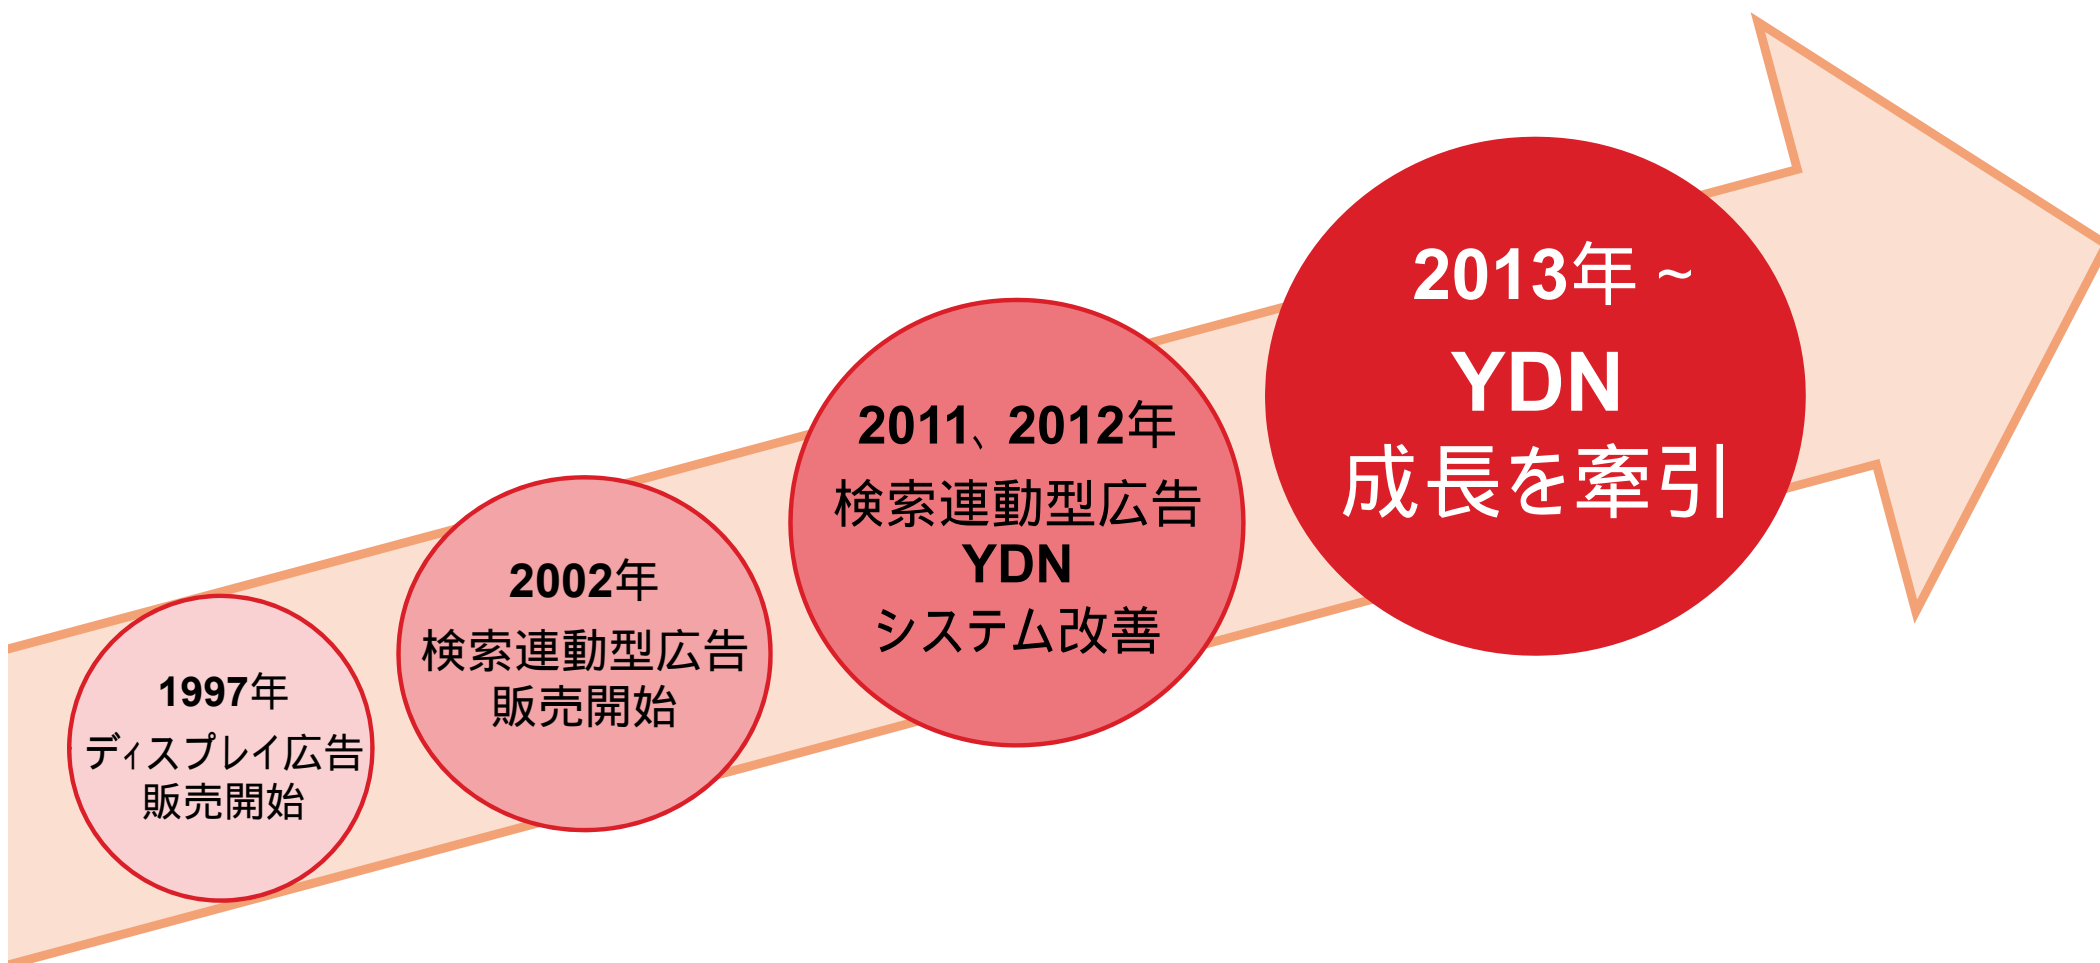 1997年
ディスプレイ広告
販売開始
2002年
検索連動型広告
販売開始
2011、2012年
検索連動型広告
YDN
システム改善
2013年 ~
YDN
成長を牽引